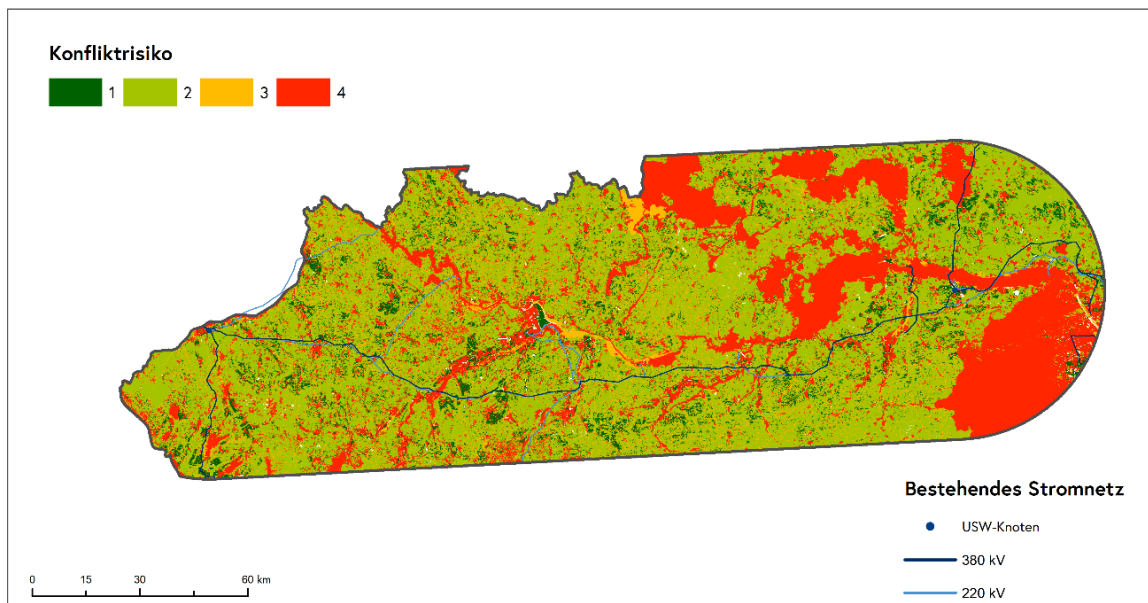 Konfliktrisiko
1 2 3 4
Bestehendes Stromnetz
USW-Knoten
380 kV
220 kV
0 15 30 60 km